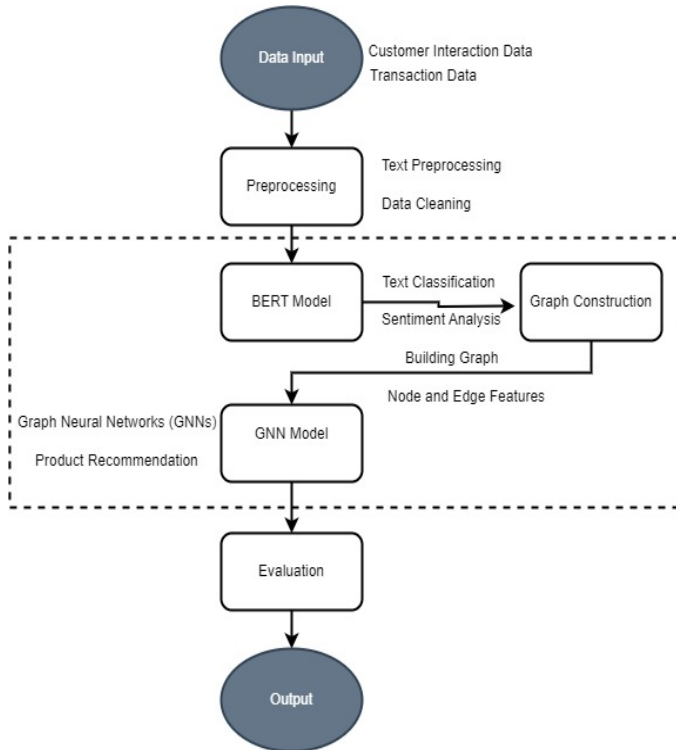 Data Input
Customer Interaction Data
Transaction Data
Preprocessing
Text Preprocessing
Data Cleaning
BERT Model
Text Classification
Sentiment Analysis
Graph Construction
Building Graph
Node and Edge Features
Graph Neural Networks (GNNs)
Product Recommendation
GNN Model
Evaluation
Output